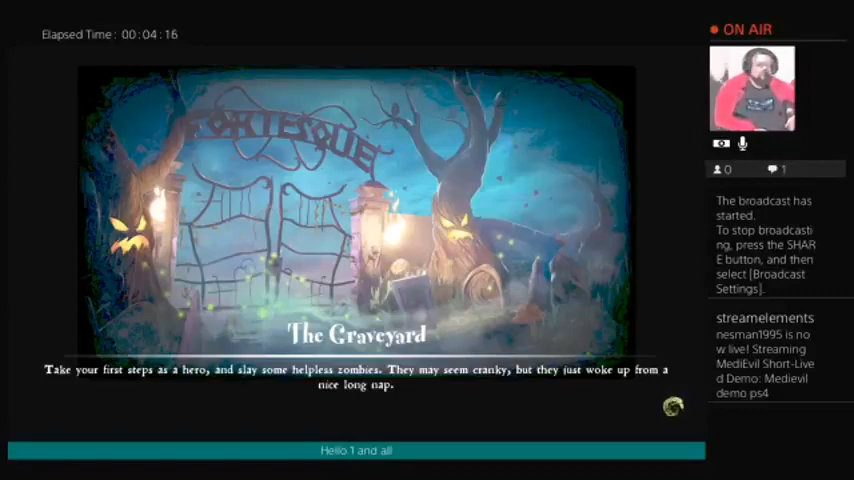 Elapsed Time: 00:04:16
ON AIR
FORTESQUE
0
1
The broadcast has
started.
To stop broadcasti
ng, press the SHAR
E button, and then
select [Broadcast
Settings].
streamelements
nesman1995 is no
w live! Streaming
MediEvil Short-Live
d Demo: Medievil
demo ps4
The Graveyard
Take your first steps as a hero, and slay some helpless zombies. They may seem cranky, but they just woke up from a
nice long nap.
Hello 1 and all